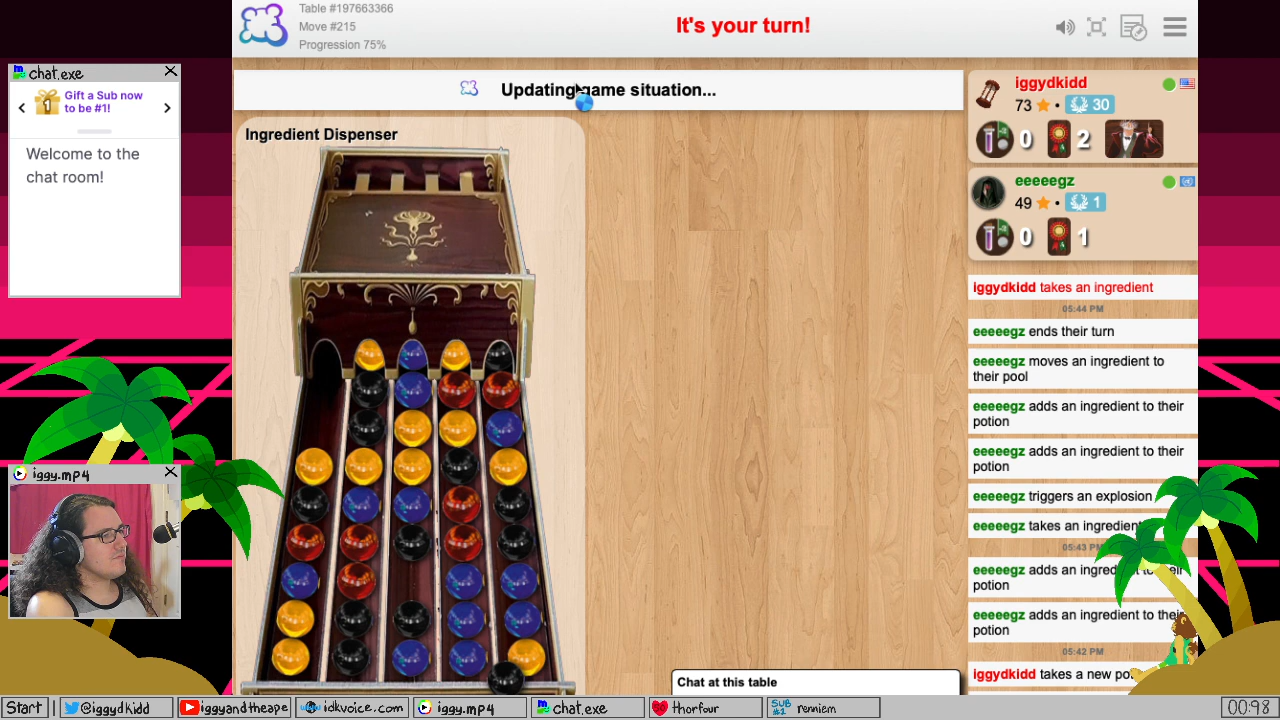 Table #197663366
Move #215
Progression 75%
It's your turn!
chat.exe
Gift a Sub now
to be #1!
1
Welcome to the
chat room!
Updating game situation...
Ingredient Dispenser
iggydkidd
73 • 30
0 2
eeeeegz
49 • 1
0 1
iggydkidd takes an ingredient
05:44 PM
eeeeegz ends their turn
eeeeegz moves an ingredient to
their pool
eeeeegz adds an ingredient to their
potion
eeeeegz adds an ingredient to their
potion
eeeeegz triggers an explosion
eeeeegz takes an ingredient
05:43 PM
eeeeegz adds an ingredient to their
potion
eeeeegz adds an ingredient to their
potion
05:42 PM
iggydkidd takes a new
iggy.mp4
Chat at this table
Start
@iggydkidd
iggyandtheape
idkvoice.com
iggy.mp4
chat.exe
thorfour
SUB #2
renniem
00:98